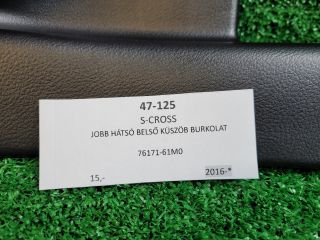 47-125
S-CROSS
JOBB HÁTSÓ BELSŐ KÜSZÖB BURKOLAT
76171-61M0
15,- 2016-*